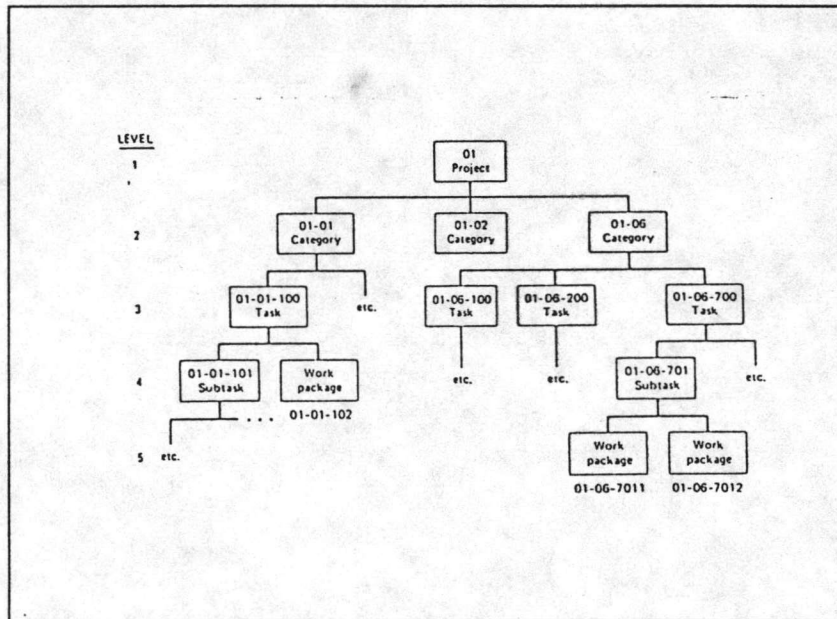 LEVEL
1
01
Project
2
01-01
Category
01-02
Category
01-06
Category
3
01-01-100
Task
etc.
01-06-100
Task
01-06-200
Task
01-06-700
Task
4
01-01-101
Subtask
Work
package
01-01-102
etc.
etc.
01-06-701
Subtask
etc.
. . .
5
etc.
Work
package
01-06-7011
Work
package
01-06-7012